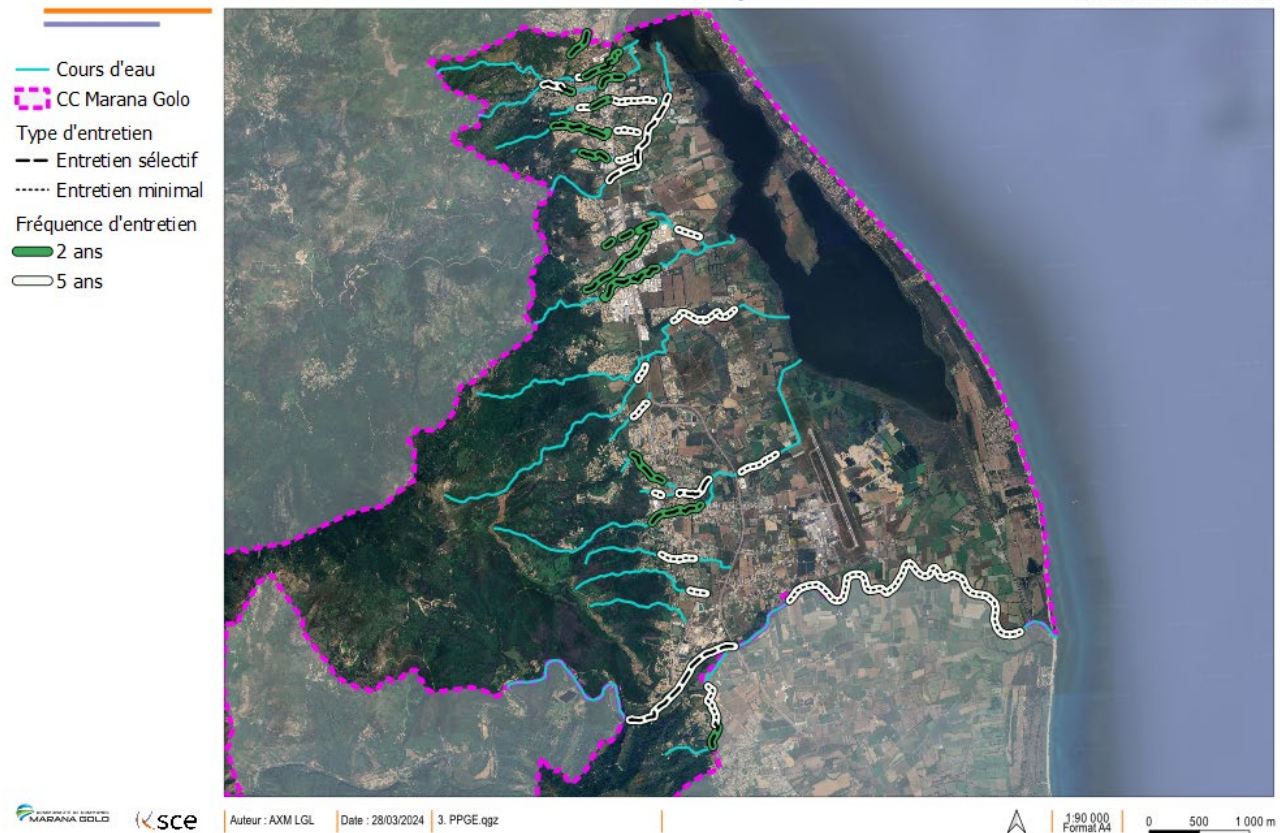 Cours d'eau
CC Marana Golo
Type d'entretien
Entretien sélectif
Entretien minimal
Fréquence d'entretien
2 ans
5 ans
MARANA GOLO
sce
Auteur : AXM LGL
Date : 28/03/2024
3. PPGE.qgz
1:90 000
Format A4
0 500 1 000 m